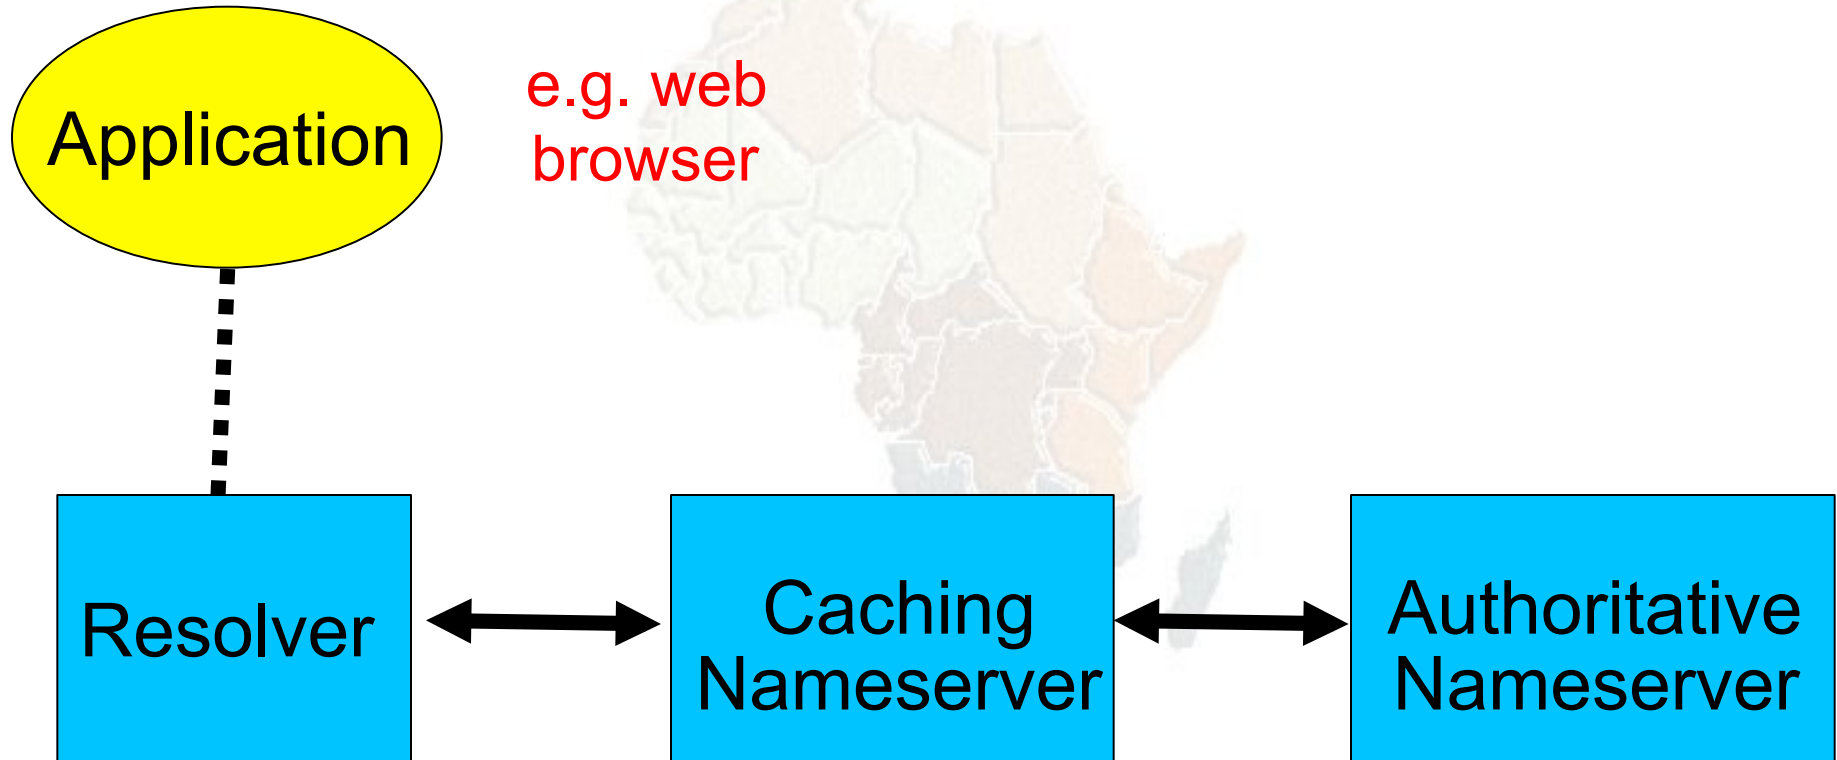 Application
e.g. web
browser
Resolver
Caching
Nameserver
Authoritative
Nameserver